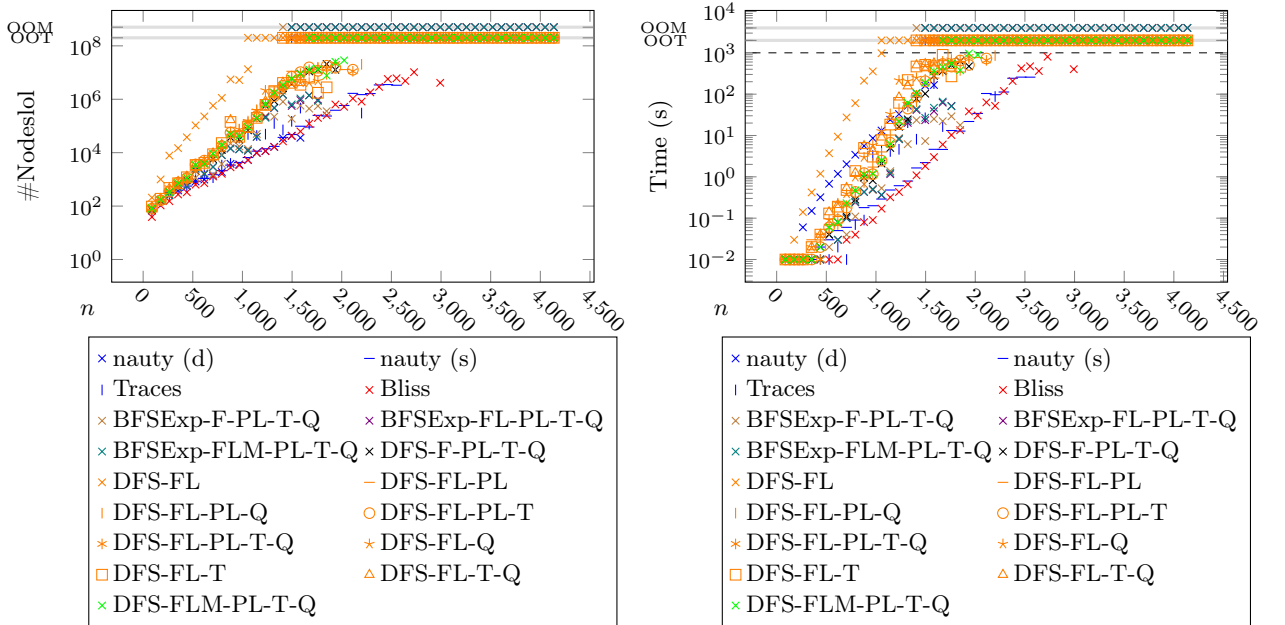 OOM
OOT
10^8
10^6
10^4
10^2
10^0
#Nodeslol
n
0
500
1,000
1,500
2,000
2,500
3,000
3,500
4,000
4,500
nauty (d)
nauty (s)
Traces
Bliss
BFSExp-F-PL-T-Q
BFSExp-FL-PL-T-Q
BFSExp-FLM-PL-T-Q
DFS-F-PL-T-Q
DFS-FL
DFS-FL-PL
DFS-FL-PL-Q
DFS-FL-PL-T
DFS-FL-PL-T-Q
DFS-FL-Q
DFS-FL-T
DFS-FL-T-Q
DFS-FLM-PL-T-Q
10^4
OOM
OOT
10^3
10^2
10^1
10^0
10^−1
10^−2
Time (s)
n
0
500
1,000
1,500
2,000
2,500
3,000
3,500
4,000
4,500
nauty (d)
nauty (s)
Traces
Bliss
BFSExp-F-PL-T-Q
BFSExp-FL-PL-T-Q
BFSExp-FLM-PL-T-Q
DFS-F-PL-T-Q
DFS-FL
DFS-FL-PL
DFS-FL-PL-Q
DFS-FL-PL-T
DFS-FL-PL-T-Q
DFS-FL-Q
DFS-FL-T
DFS-FL-T-Q
DFS-FLM-PL-T-Q